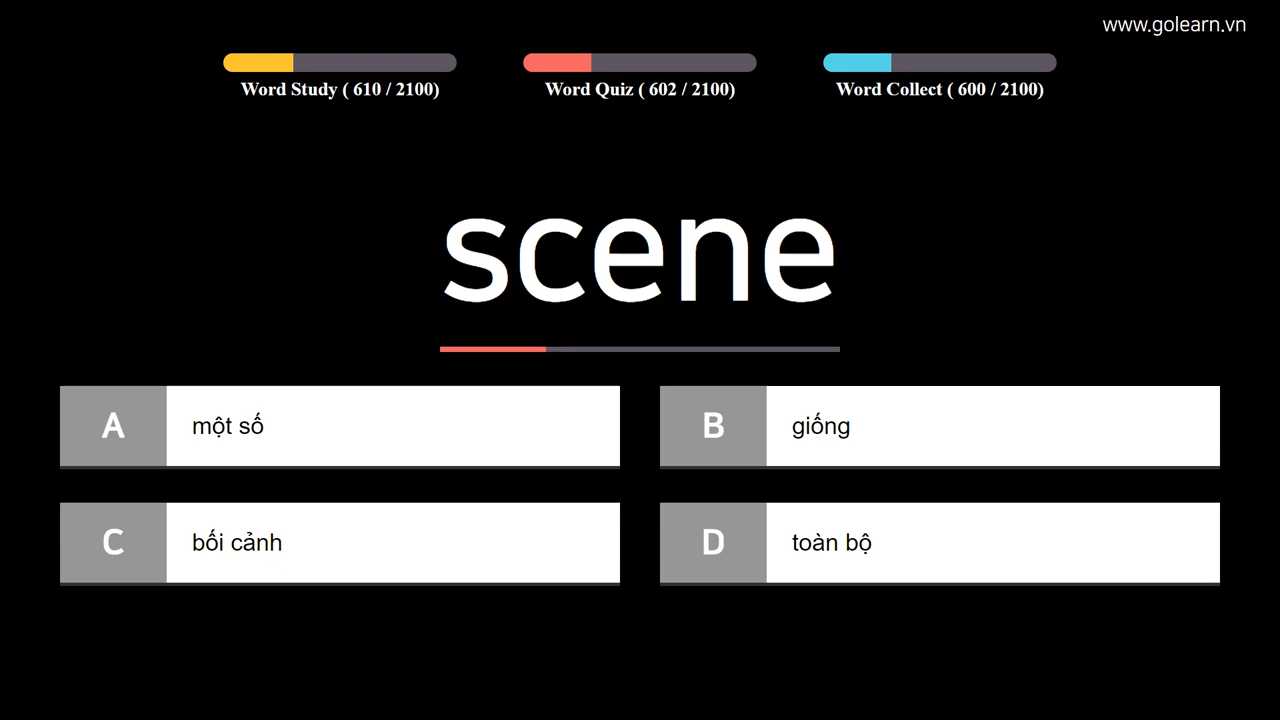 www.golearn.vn
Word Study ( 610 / 2100)
Word Quiz ( 602 / 2100)
Word Collect ( 600 / 2100)
scene
A một số
B giống
C bối cảnh
D toàn bộ